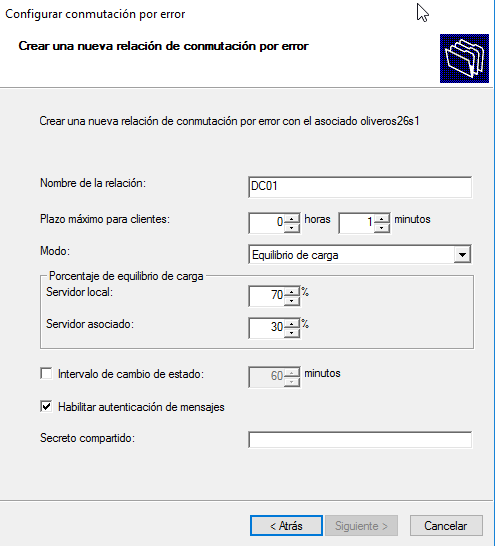 Configurar conmutación por error
Crear una nueva relación de conmutación por error
Crear una nueva relación de conmutación por error con el asociado oliveros26s1
Nombre de la relación: DC01
Plazo máximo para clientes: 0 horas 1 minutos
Modo: Equilibrio de carga
Porcentaje de equilibrio de carga
Servidor local: 70 %
Servidor asociado: 30 %
Intervalo de cambio de estado: 60 minutos
Habilitar autenticación de mensajes
Secreto compartido:
< Atrás Siguiente > Cancelar